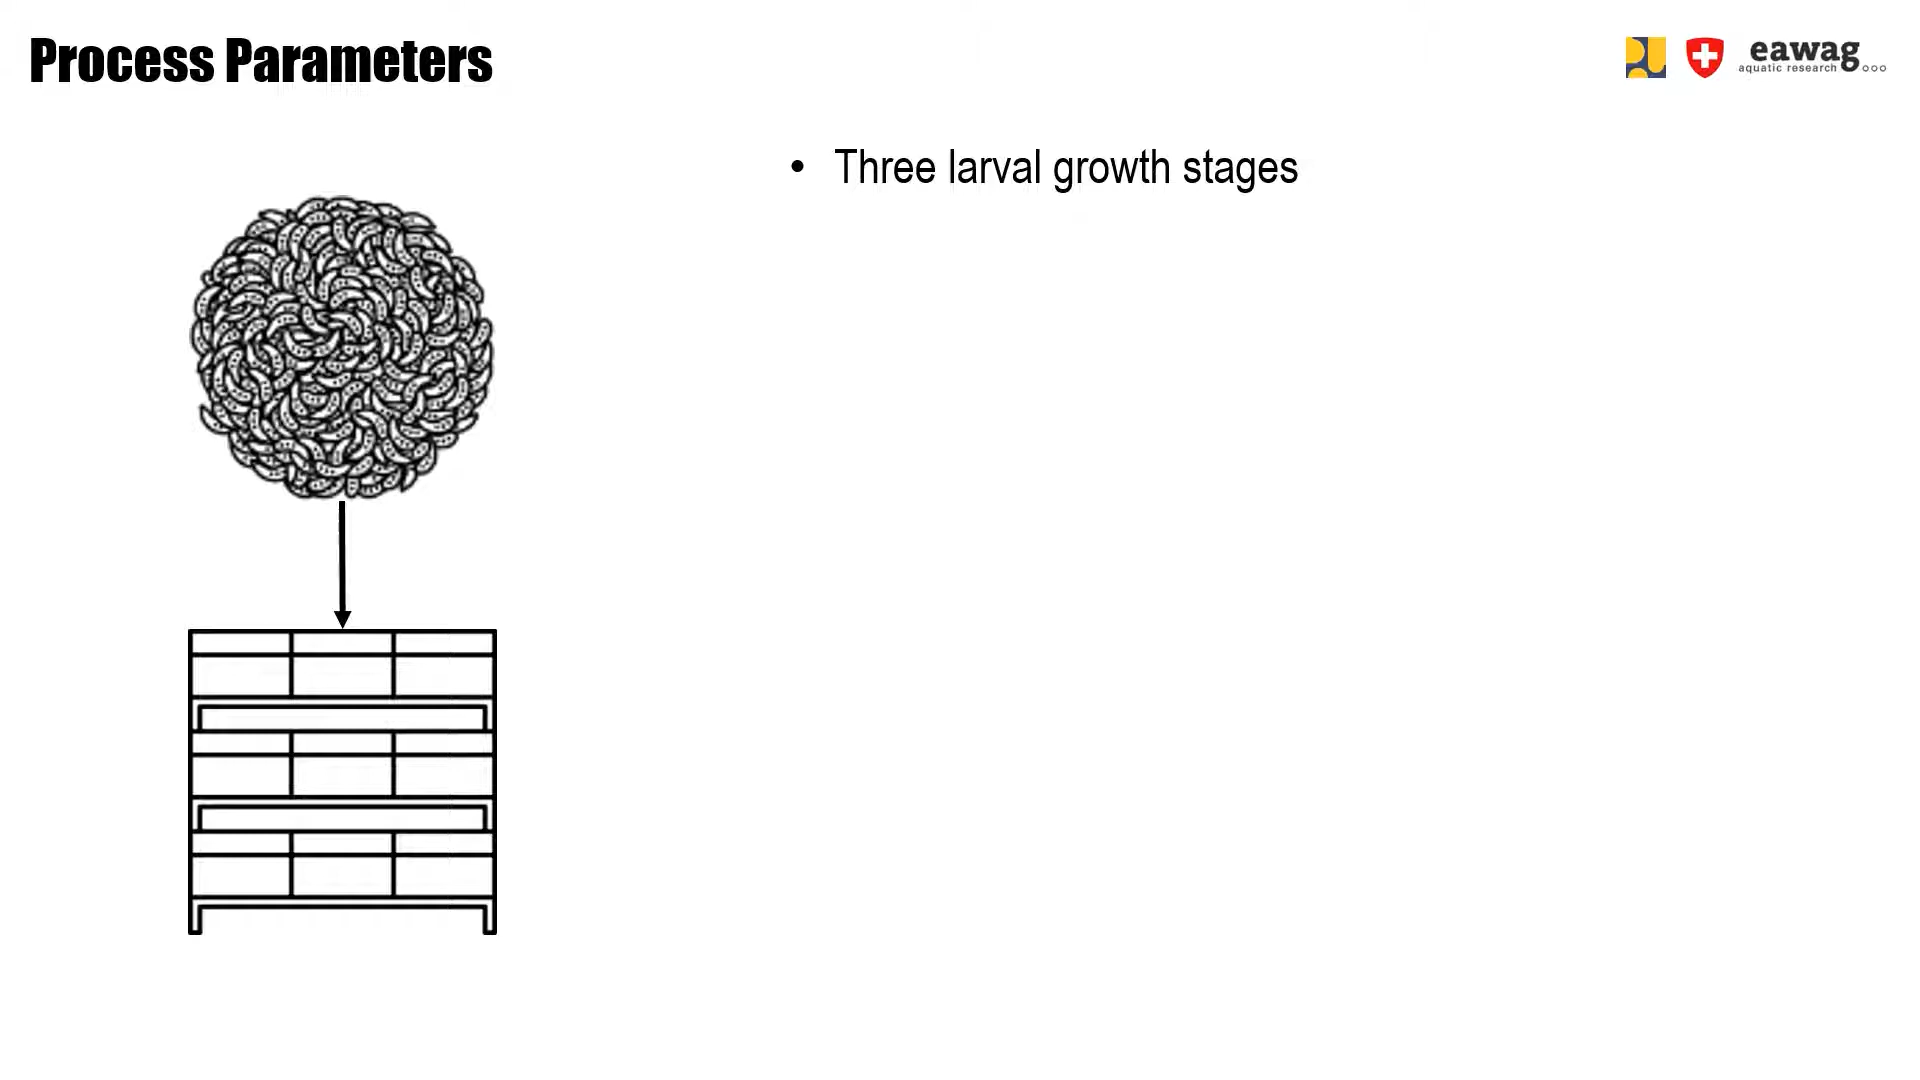 Process Parameters
eawag
aquatic research
• Three larval growth stages